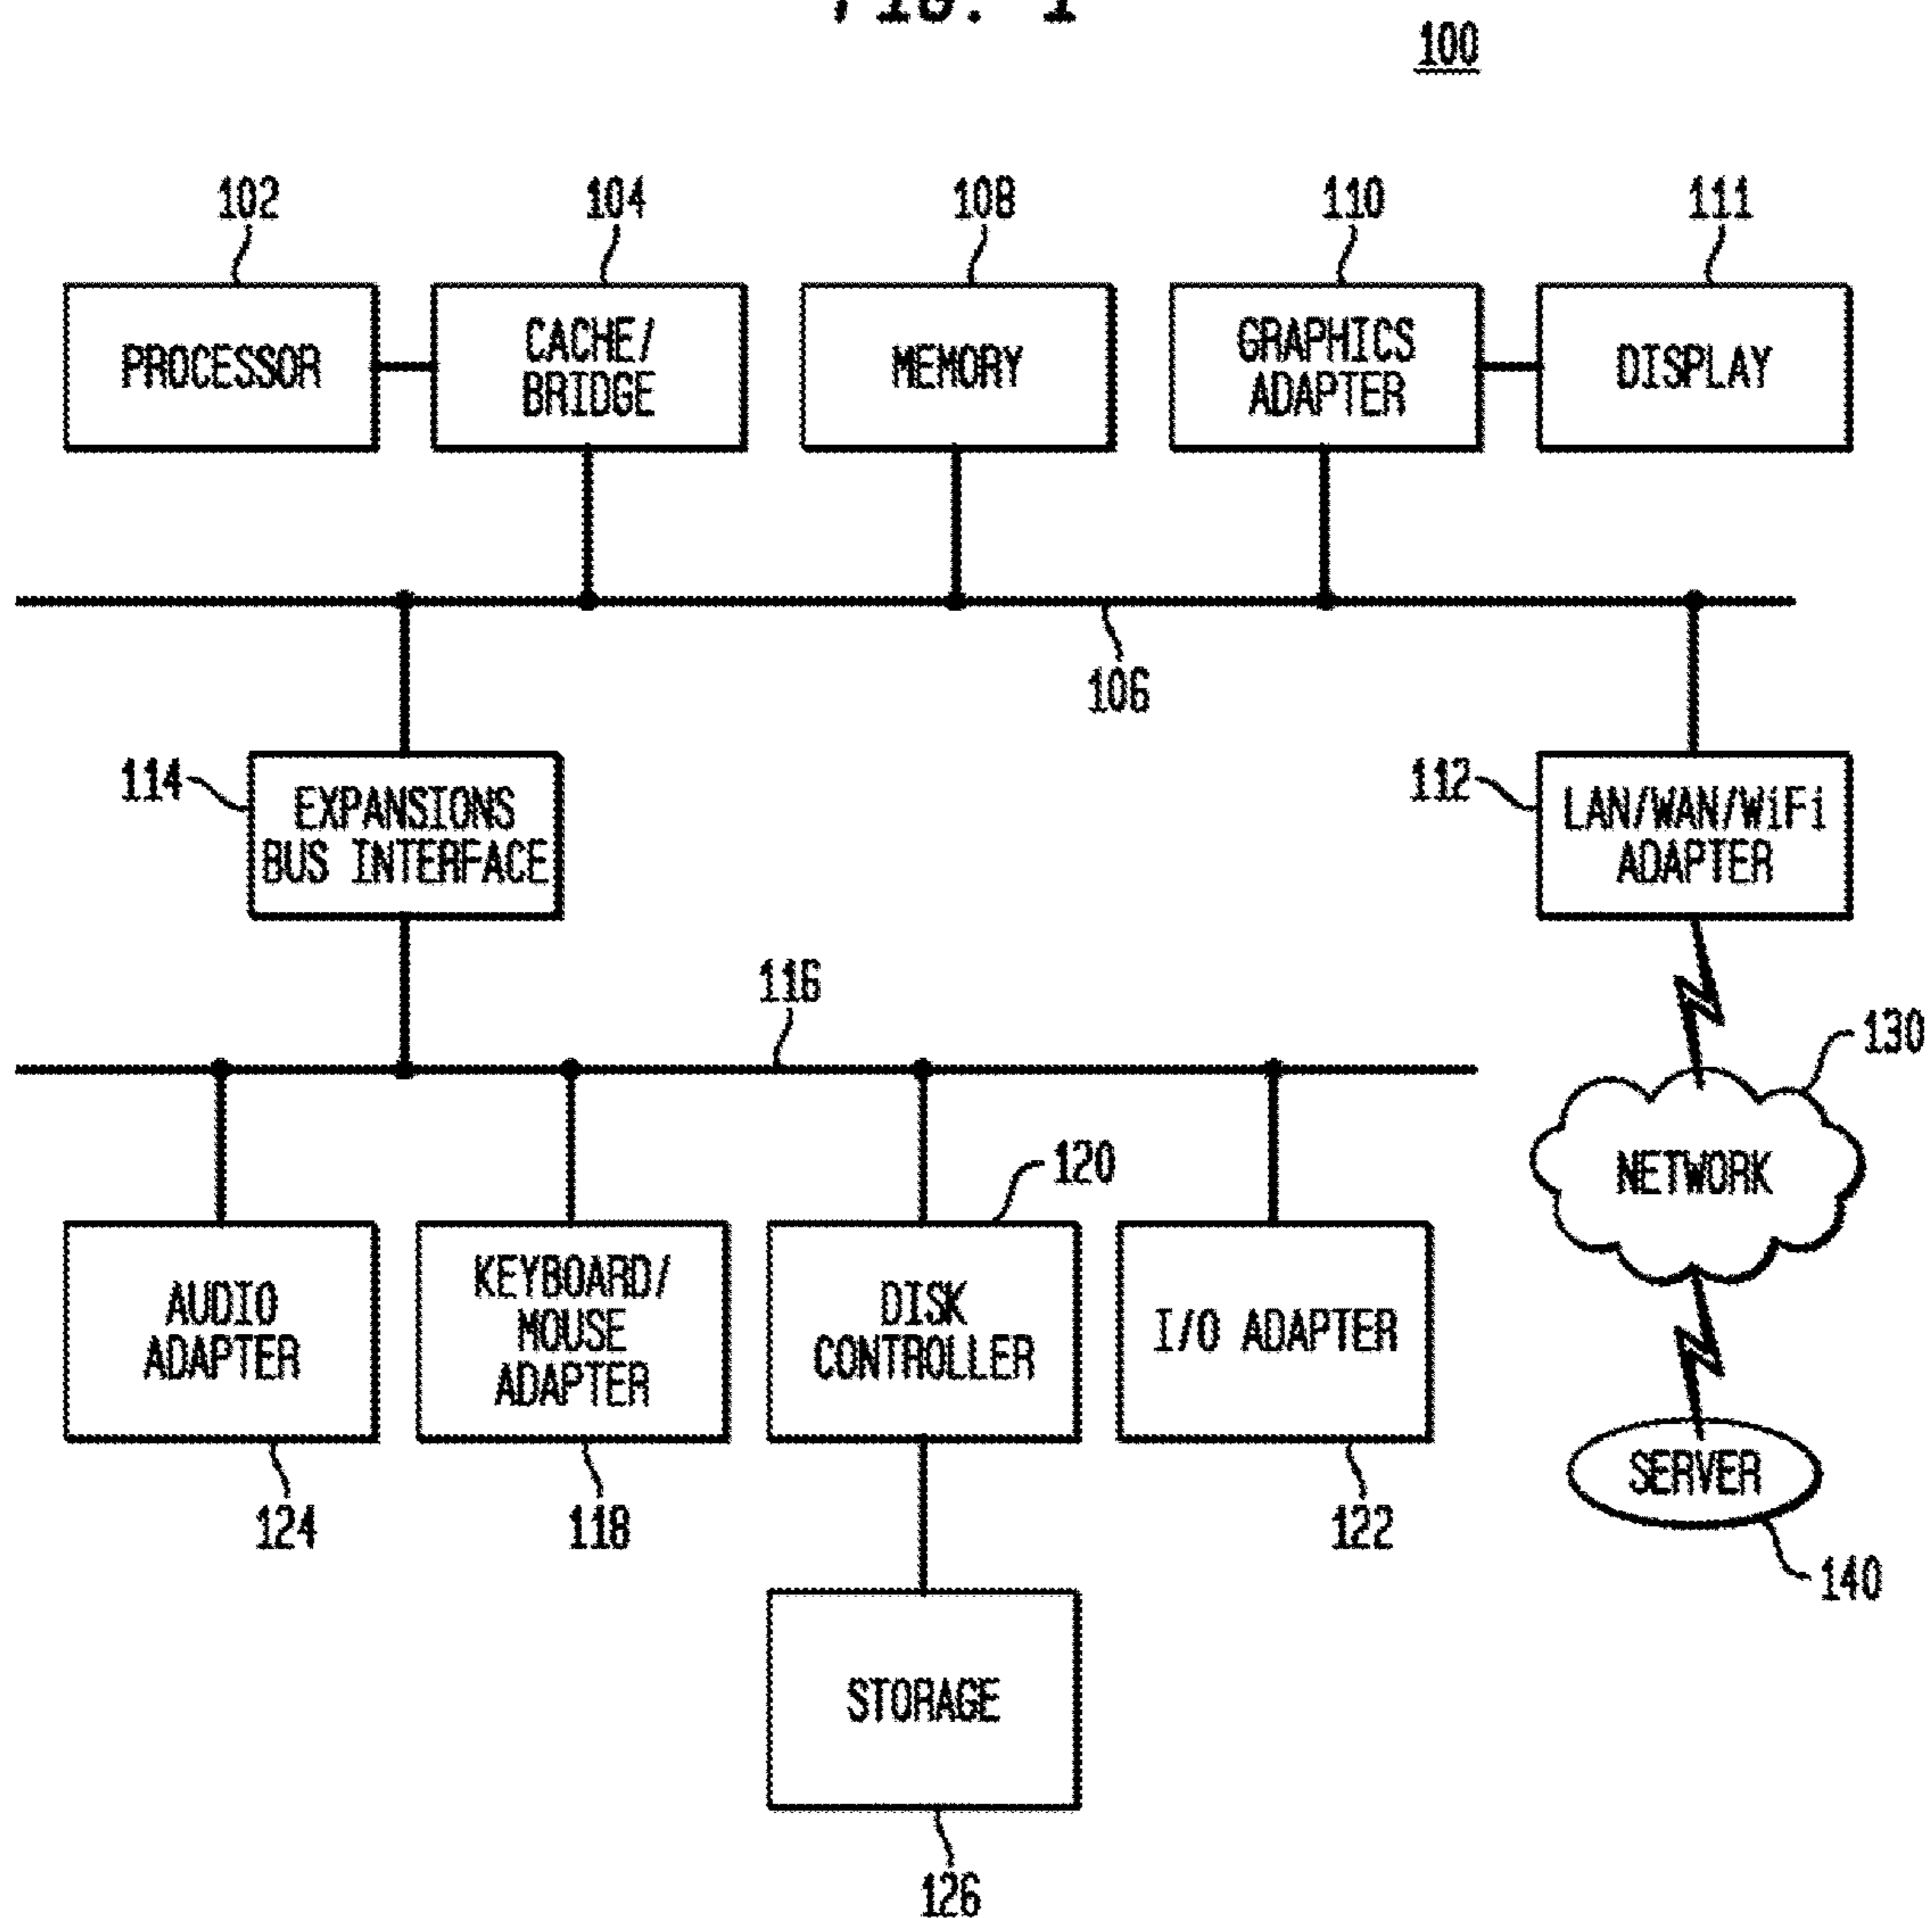 FIG. 1
100
102
104
108
110
111
PROCESSOR
CACHE/
BRIDGE
MEMORY
GRAPHICS
ADAPTER
DISPLAY
106
114
EXPANSIONS
BUS INTERFACE
112
LAN/WAN/WiFi
ADAPTER
116
130
NETWORK
120
AUDIO
ADAPTER
KEYBOARD/
MOUSE
ADAPTER
DISK
CONTROLLER
I/O ADAPTER
SERVER
124
118
122
140
STORAGE
126